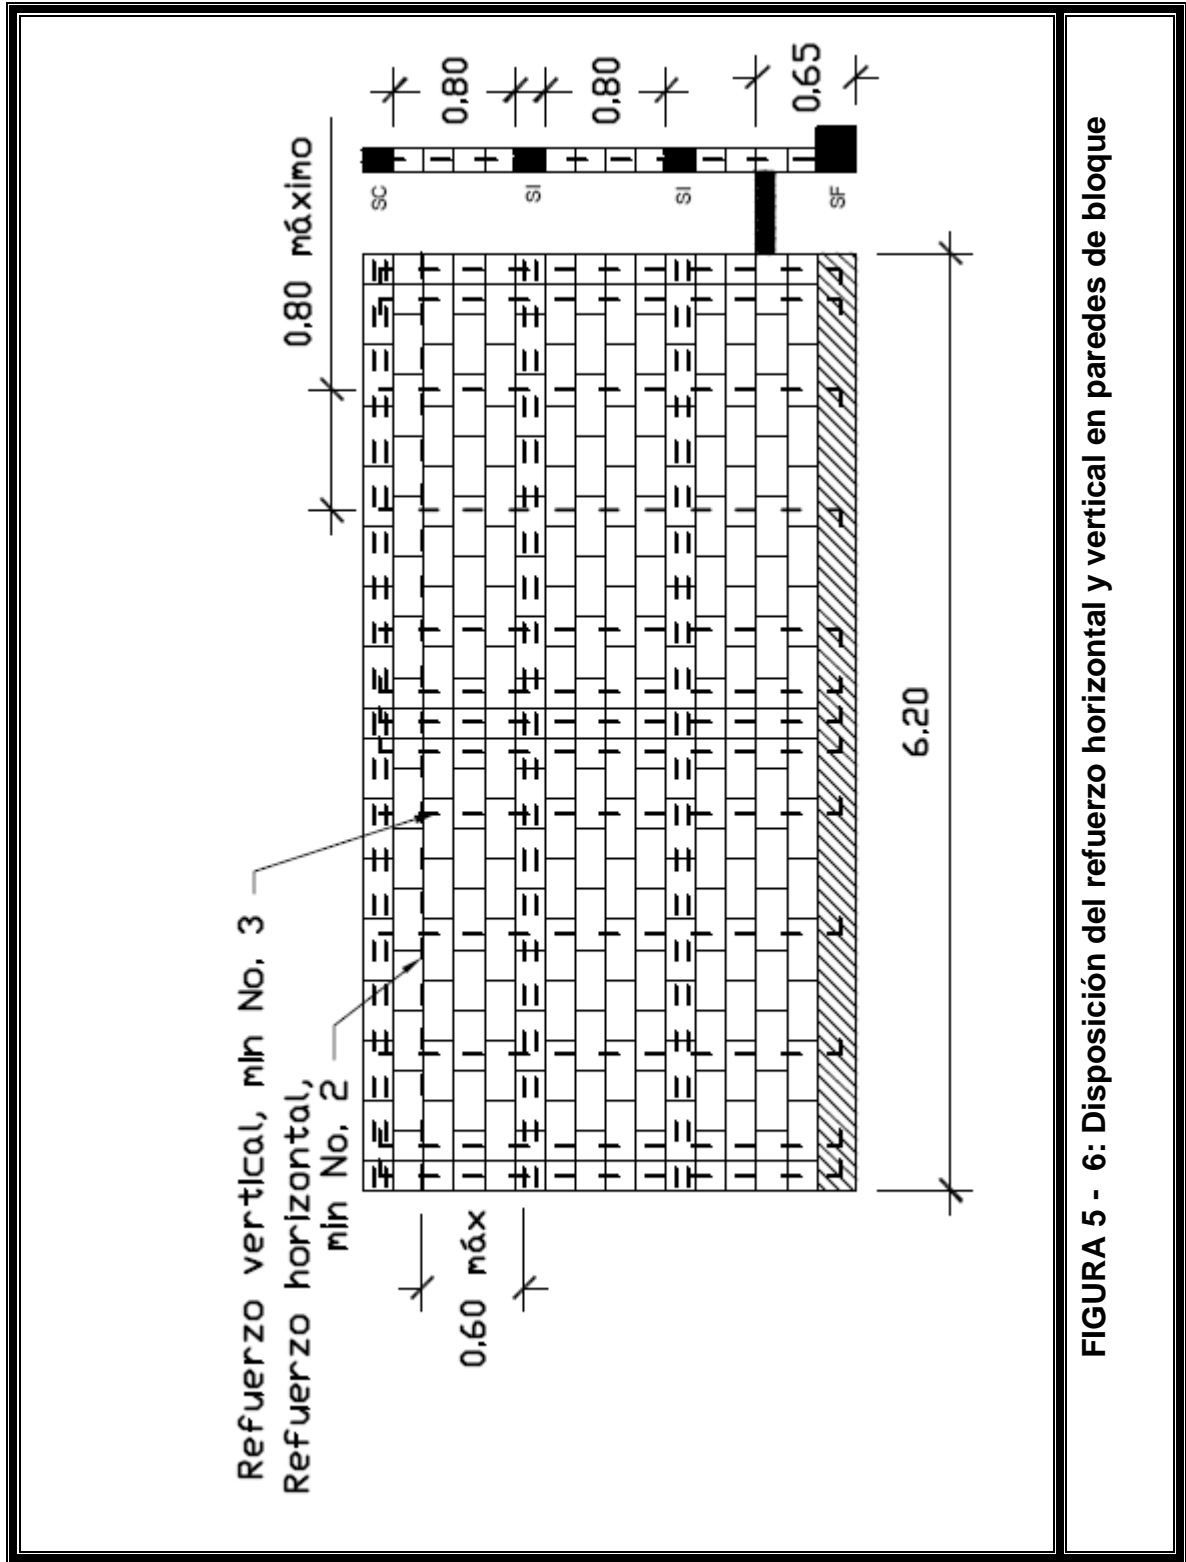 Refuerzo vertical, min No. 3
Refuerzo horizontal,
min No. 2
0.60 máx
0.80 máximo
0.80
0.80
0.65
SC
SI
SI
SF
6.20
FIGURA 5 - 6: Disposición del refuerzo horizontal y vertical en paredes de bloque